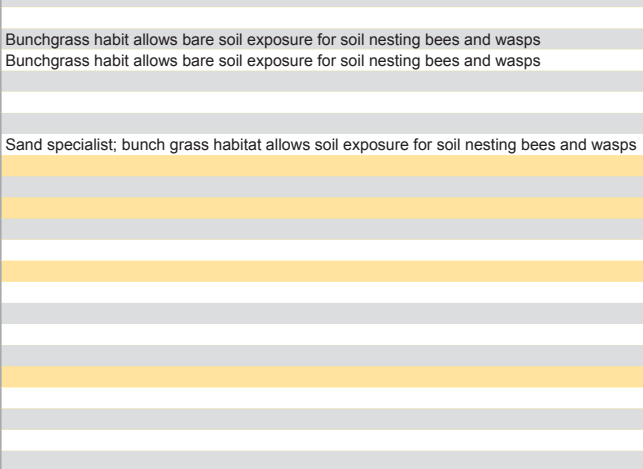 Bunchgrass habit allows bare soil exposure for soil nesting bees and wasps
Bunchgrass habit allows bare soil exposure for soil nesting bees and wasps
Sand specialist; bunch grass habitat allows soil exposure for soil nesting bees and wasps